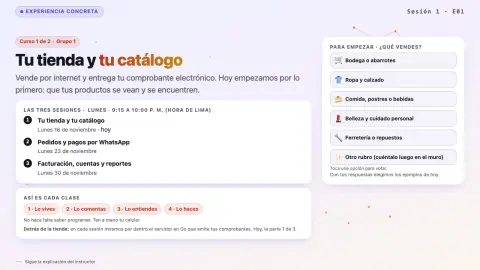 EXPERIENCIA CONCRETA
Sesión 1 · E01
Curso 1 de 2 · Grupo 1
Tu tienda y tu catálogo
Vende por internet y entrega tu comprobante electrónico. Hoy empezamos por lo
primero: que tus productos se vean y se encuentren.
LAS TRES SESIONES · LUNES · 9:15 A 10:00 P. M. (HORA DE LIMA)
1 Tu tienda y tu catálogo
Lunes 16 de noviembre · hoy
2 Pedidos y pagos por WhatsApp
Lunes 23 de noviembre
3 Facturación, cuentas y reportes
Lunes 30 de noviembre
ASÍ ES CADA CLASE
1 · Lo vives
2 · Lo comentas
3 · Lo entiendes
4 · Lo haces
No hace falta saber programar. Ten a mano tu celular.
Detrás de la tienda: en cada sesión miramos por dentro el servidor en Go que emite tus comprobantes. Hoy, la parte 1 de 3.
PARA EMPEZAR · ¿QUÉ VENDES?
Bodega o abarrotes
Ropa y calzado
Comida, postres o bebidas
Belleza y cuidado personal
Ferretería o repuestos
Otro rubro (cuéntalo luego en el muro)
Toca una opción para votar.
Con tus respuestas elegimos los ejemplos de hoy.
Sigue la explicación del instructor